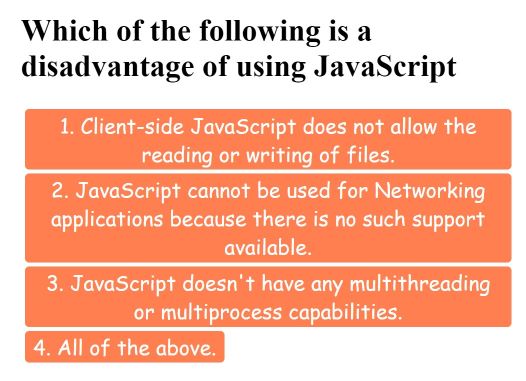 Which of the following is a
disadvantage of using JavaScript
1. Client-side JavaScript does not allow the
reading or writing of files.
2. JavaScript cannot be used for Networking
applications because there is no such support
available.
3. JavaScript doesn't have any multithreading
or multiprocess capabilities.
4. All of the above.